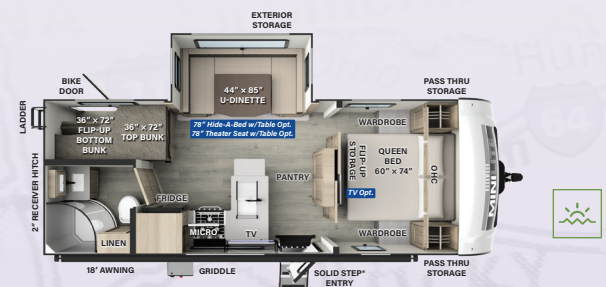 EXTERIOR
STORAGE
BIKE
DOOR
PASS THRU
STORAGE
44" x 85"
U-DINETTE
LADDER
36" x 72"
FLIP-UP
BOTTOM
BUNK
36" x 72"
TOP BUNK
78" Hide-A-Bed w/Table Opt.
78" Theater Seat w/Table Opt.
WARDROBE
QUEEN
BED
60" x 74"
FLIP-UP
STORAGE
OHC
MINI
PANTRY
TV Opt.
2" RECEIVER HITCH
FRIDGE
LINEN
MICRO
TV
WARDROBE
18' AWNING
GRIDDLE
SOLID STEP®
ENTRY
PASS THRU
STORAGE